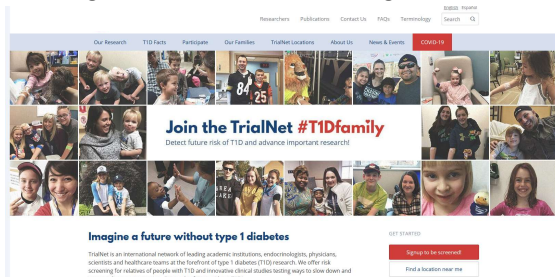 English Español
Researchers Publications Contact Us FAQs Terminology Search
Our Research T1D Facts Participate Our Families TrialNet Locations About Us News & Events COVID-19
84
25
Join the TrialNet #T1Dfamily
Detect future risk of T1D and advance important research!
AREA
LAKE
Imagine a future without type 1 diabetes
GET STARTED
TrialNet is an international network of leading academic institutions, endocrinologists, physicians,
scientists and healthcare teams at the forefront of type 1 diabetes (T1D) research. We offer risk
screening for relatives of people with T1D and innovative clinical studies testing ways to slow down and
Signup to be screened!
Find a location near me